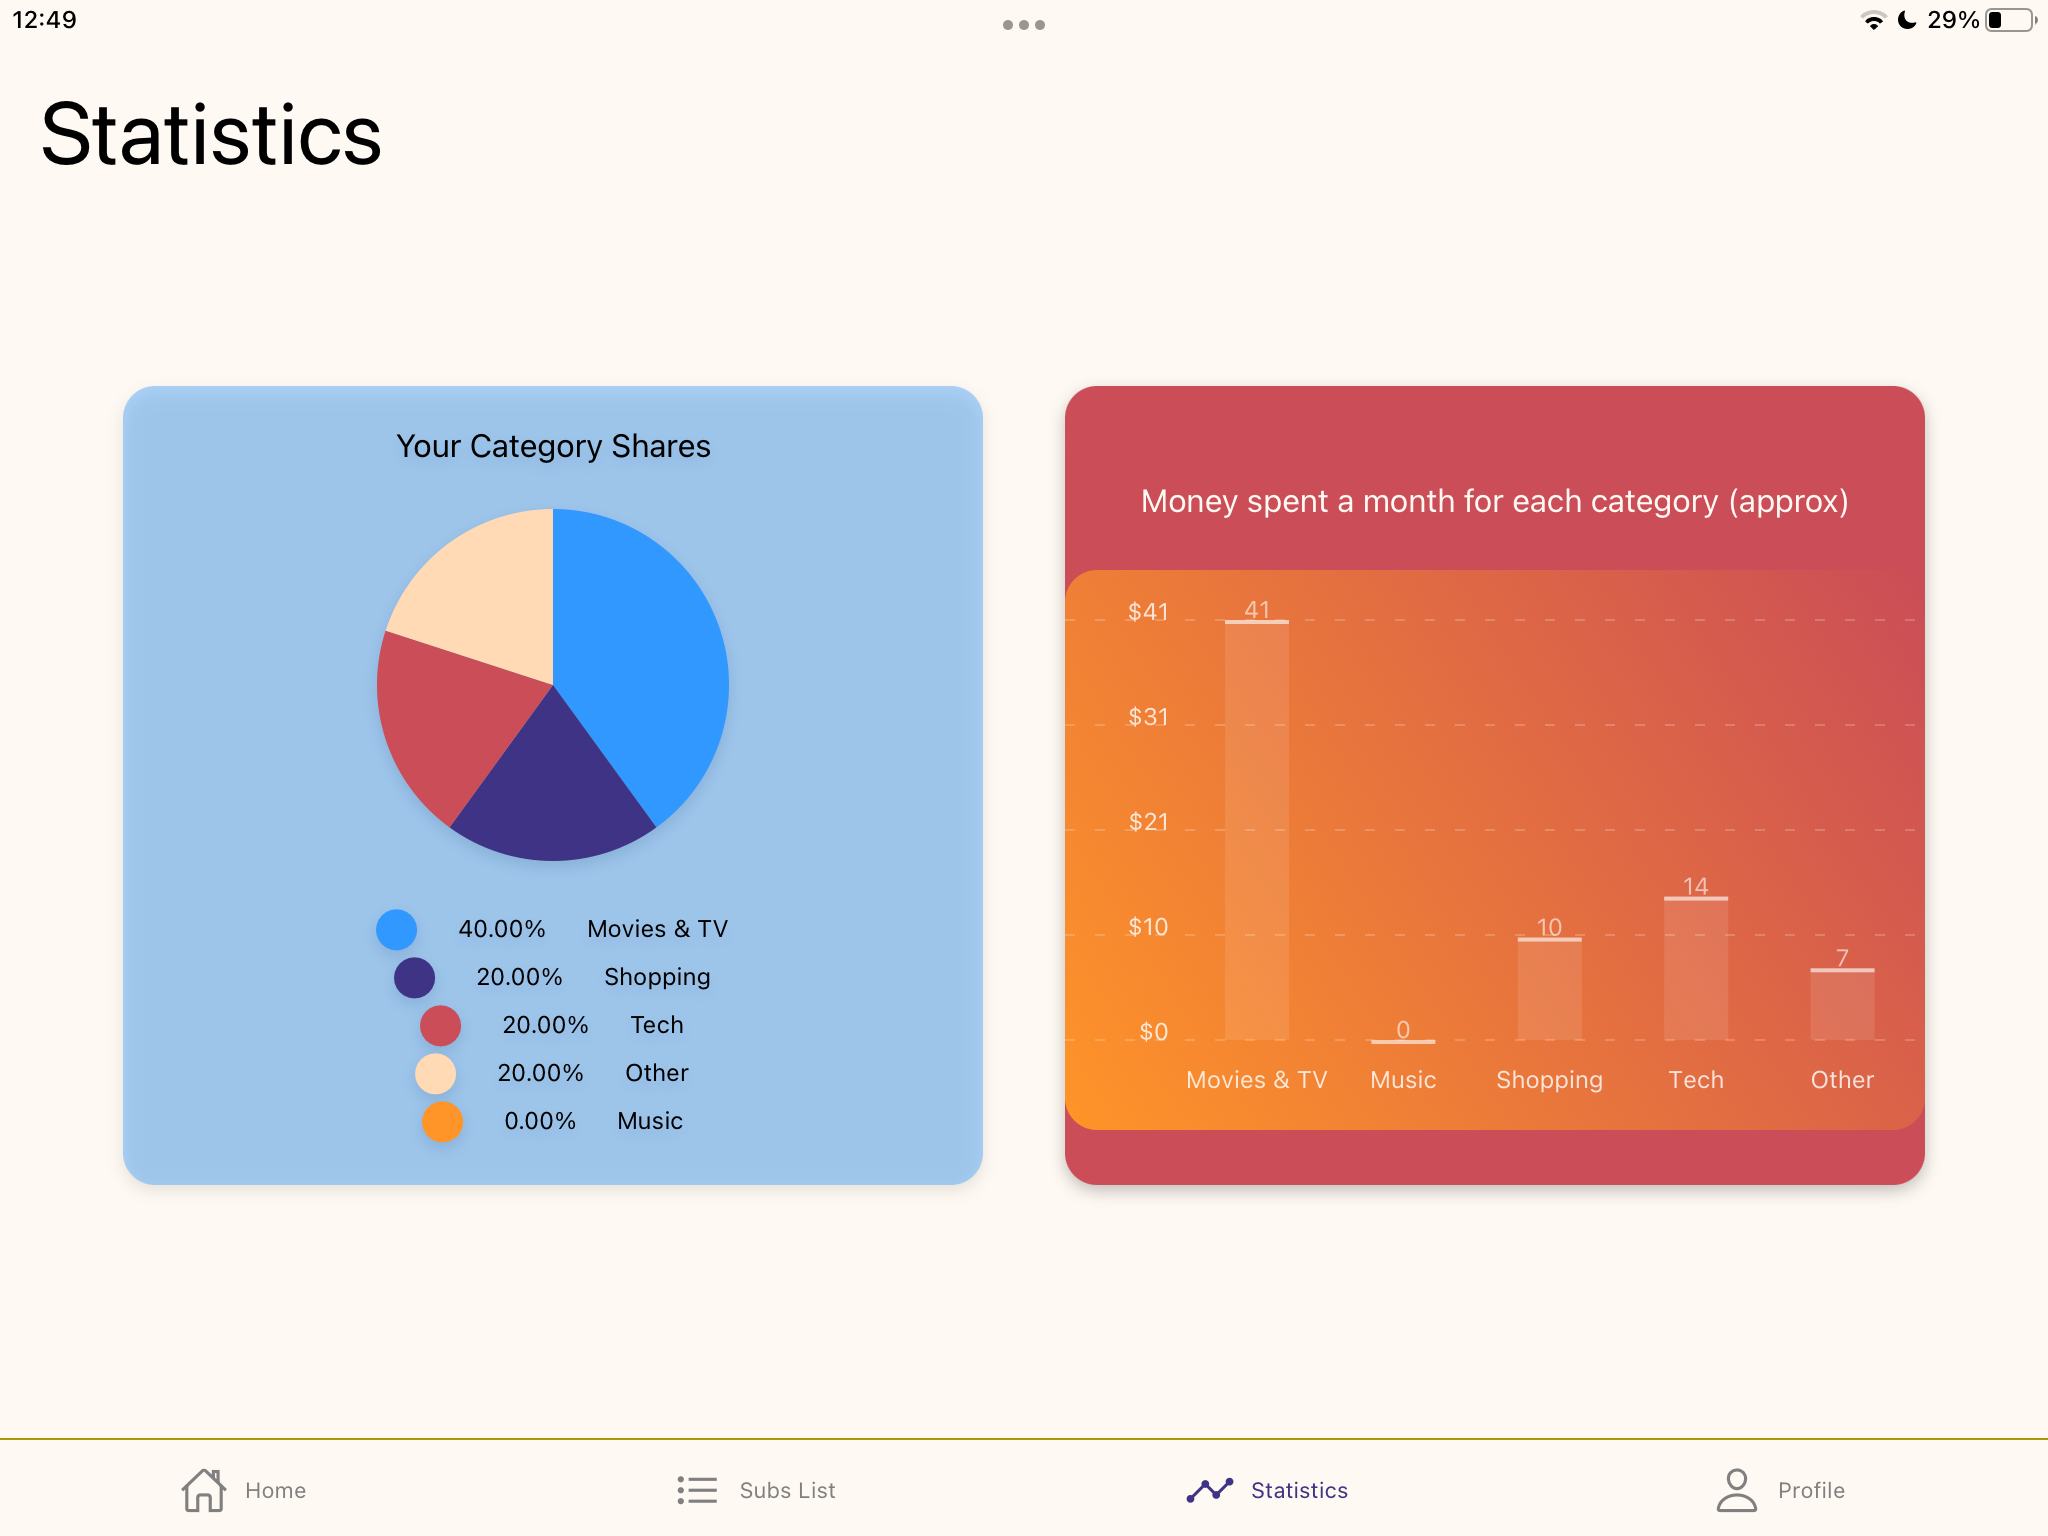 12:49
29%
Statistics
Your Category Shares
40.00% Movies & TV
20.00% Shopping
20.00% Tech
20.00% Other
0.00% Music
Money spent a month for each category (approx)
$41 41
$31
$21
14
$10 10
7
$0 0
Movies & TV Music Shopping Tech Other
Home Subs List Statistics Profile